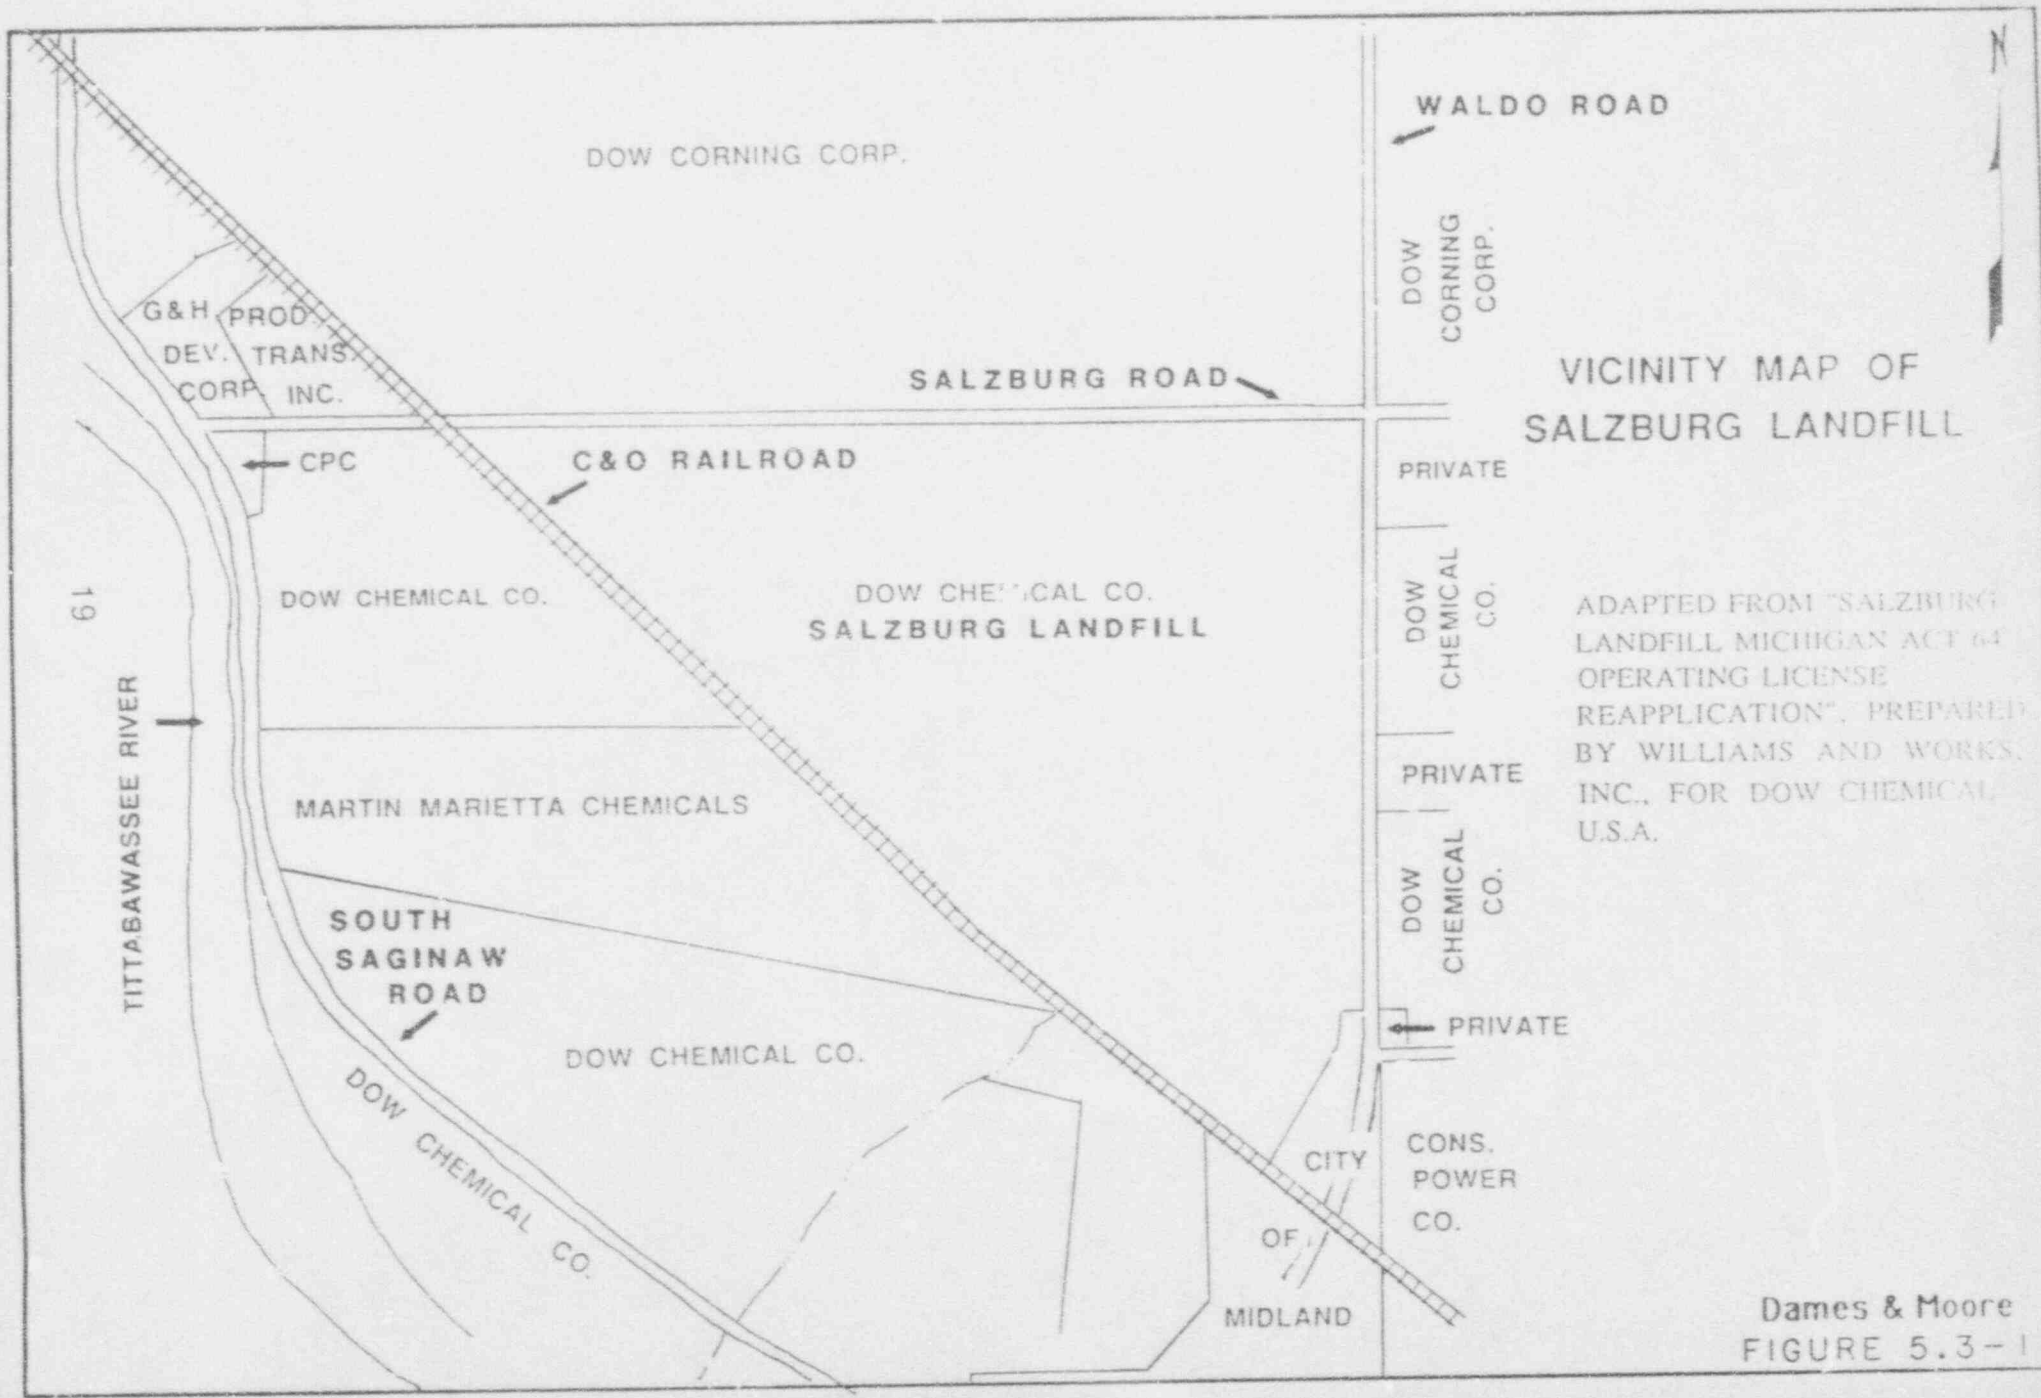 N
WALDO ROAD
DOW CORNING CORP.
DOW
CORNING
CORP.
G&H
DEV.
CORP.
PROD.
TRANS.
INC.
SALZBURG ROAD
VICINITY MAP OF
SALZBURG LANDFILL
CPC
C&O RAILROAD
PRIVATE
DOW CHEMICAL CO.
DOW CO.
SALZBURG LANDFILL
DOW
CHEMICAL
CO.
ADAPTED FROM "SALZBURG
LANDFILL MICHIGAN ACT 64
OPERATING LICENSE
REAPPLICATION", PREPARED
BY WILLIAMS AND WORKS,
INC., FOR DOW CHEMICAL
U.S.A.
19
TITTABAWASSEE RIVER
MARTIN MARIETTA CHEMICALS
PRIVATE
DOW
CHEMICAL
CO.
SOUTH
SAGINAW
ROAD
PRIVATE
DOW CHEMICAL CO.
DOW CHEMICAL CO.
CITY
OF
MIDLAND
CONS.
POWER
CO.
Dames & Moore
FIGURE 5.3-1